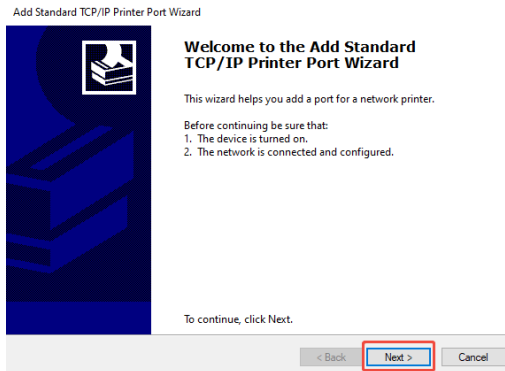 Add Standard TCP/IP Printer Port Wizard
Welcome to the Add Standard
TCP/IP Printer Port Wizard
This wizard helps you add a port for a network printer.
Before continuing be sure that:
1. The device is turned on.
2. The network is connected and configured.
To continue, click Next.
< Back
Next >
Cancel